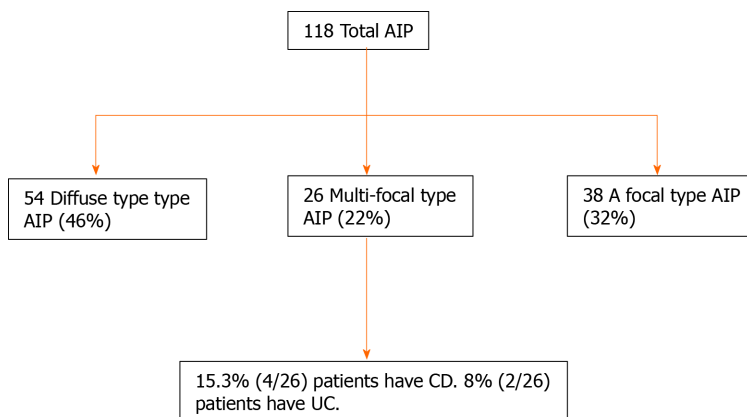 118 Total AIP
54 Diffuse type type
AIP (46%)
26 Multi-focal type
AIP (22%)
38 A focal type AIP
(32%)
15.3% (4/26) patients have CD. 8% (2/26)
patients have UC.